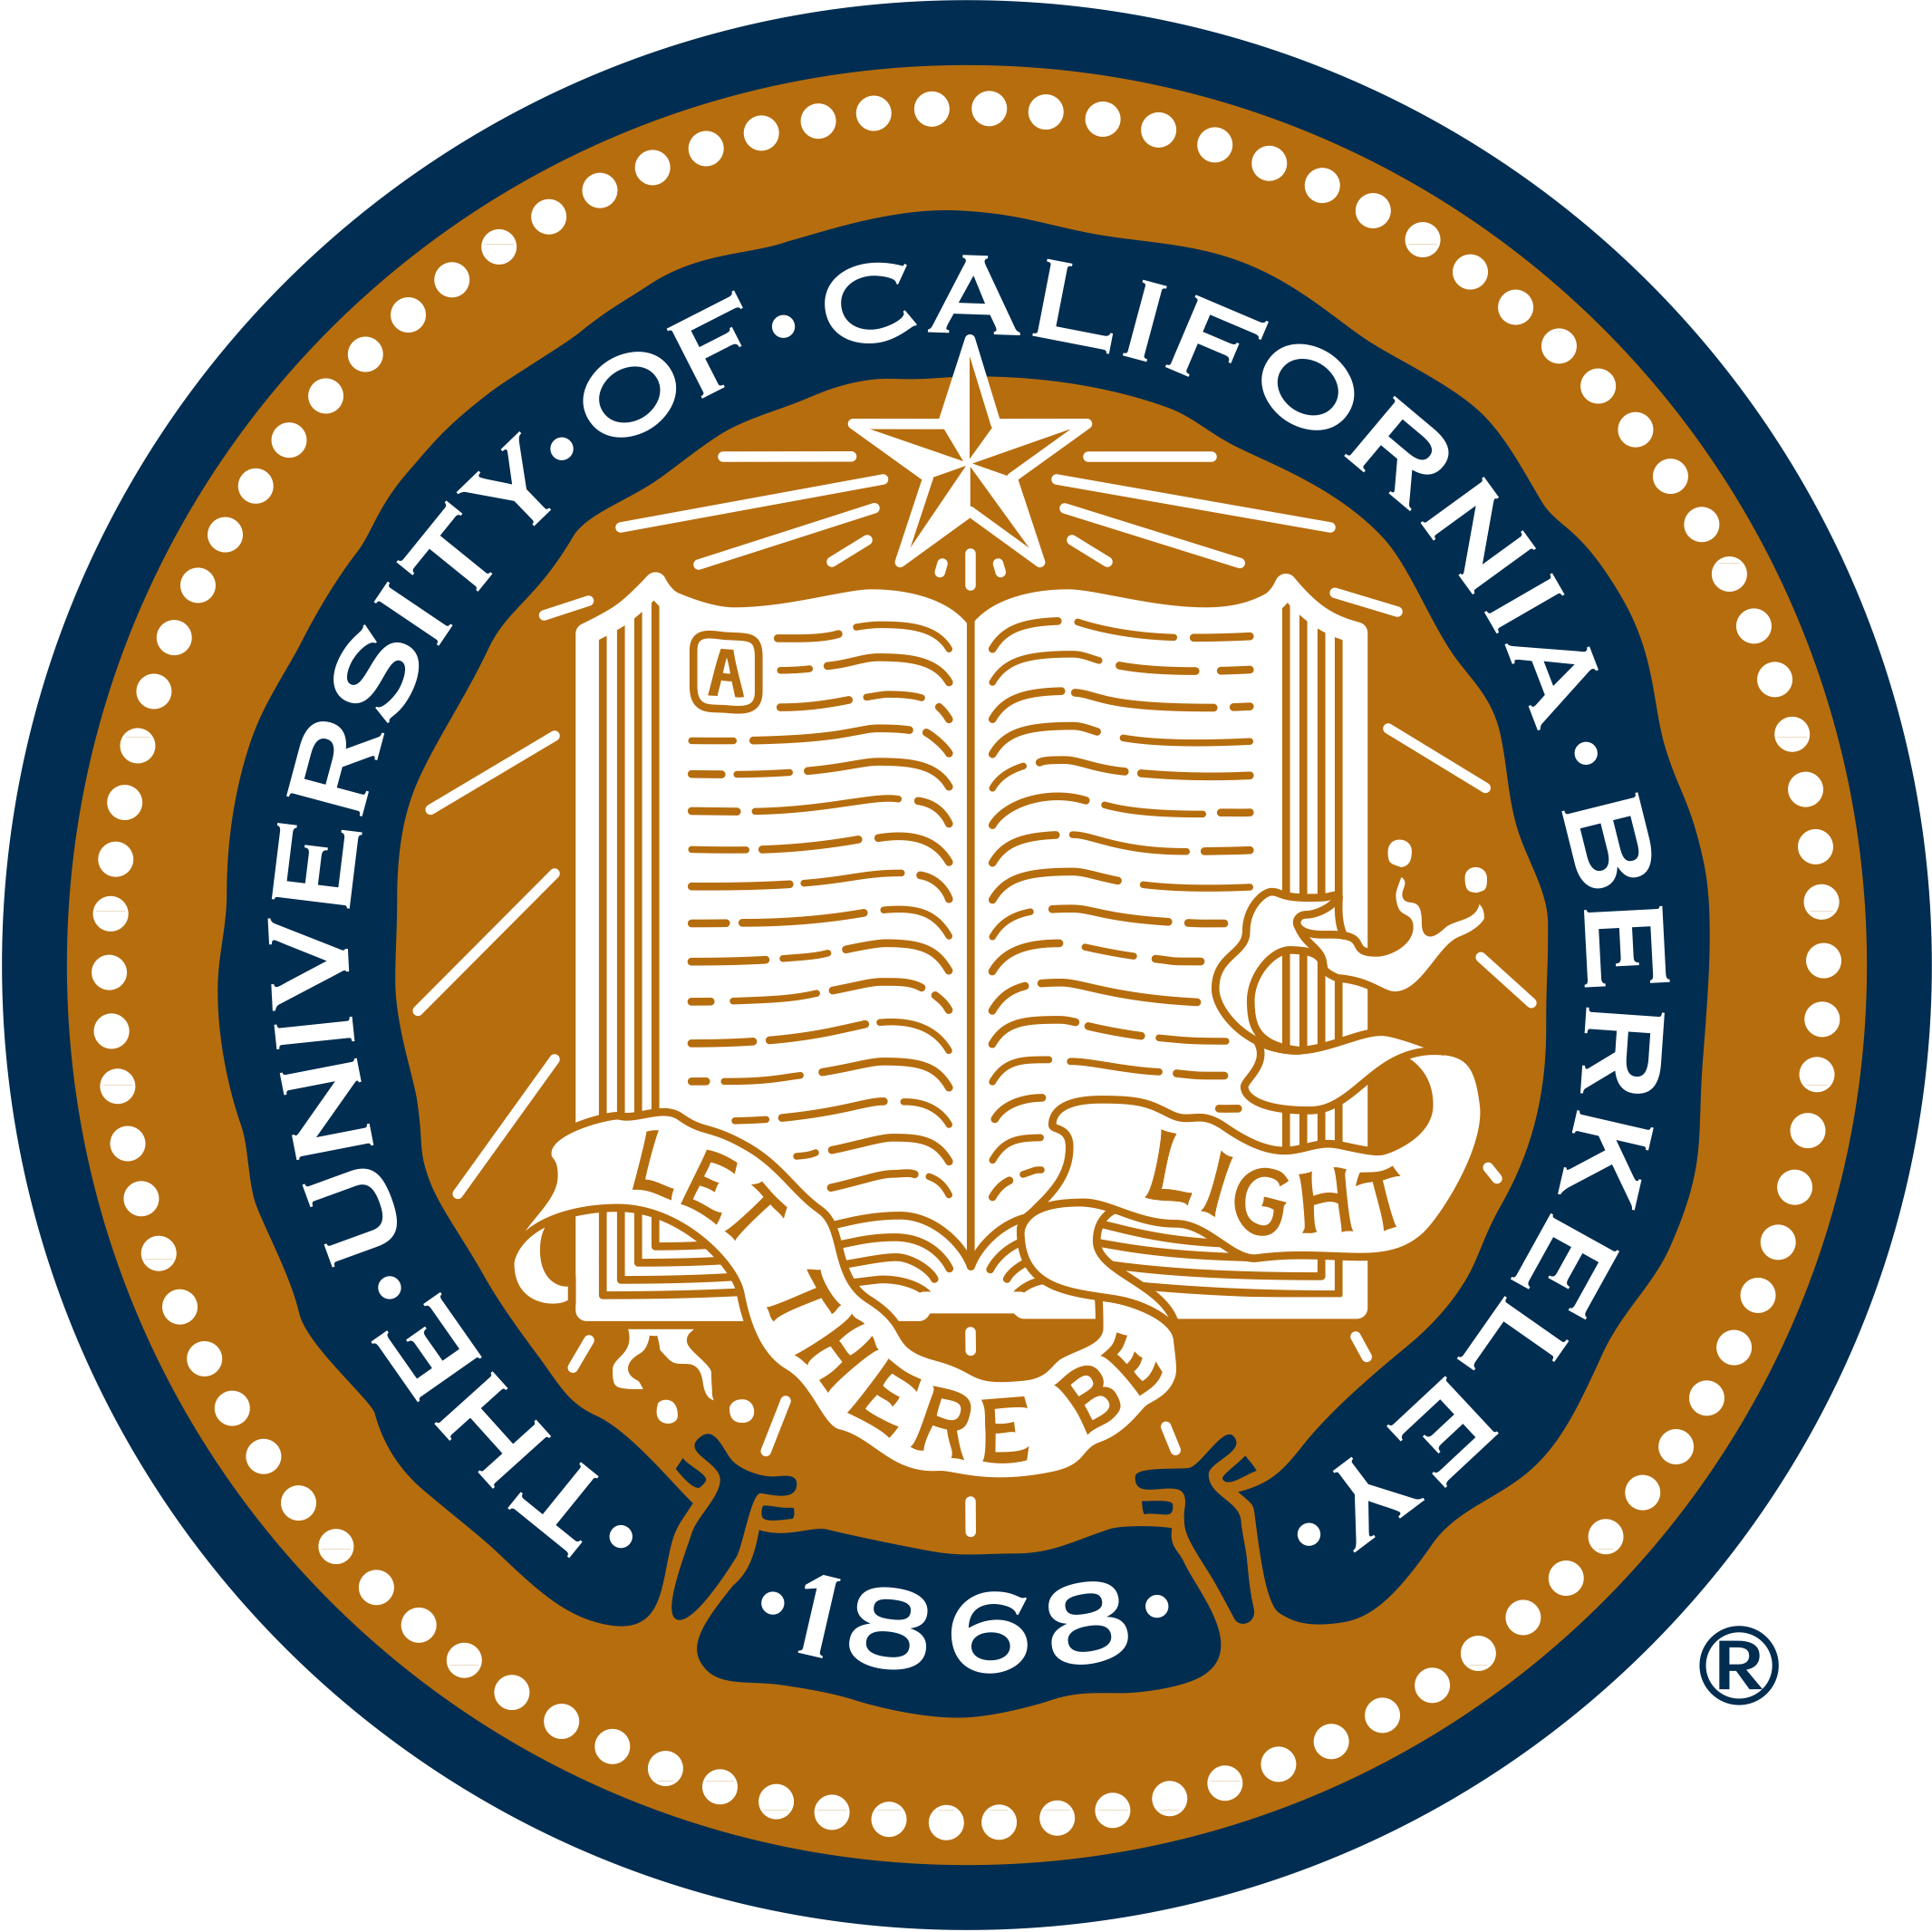 ·THE·UNIVERSITY·OF·CALIFORNIA·BERKELEY·
A
LET THERE BE LIGHT
·1868·
®